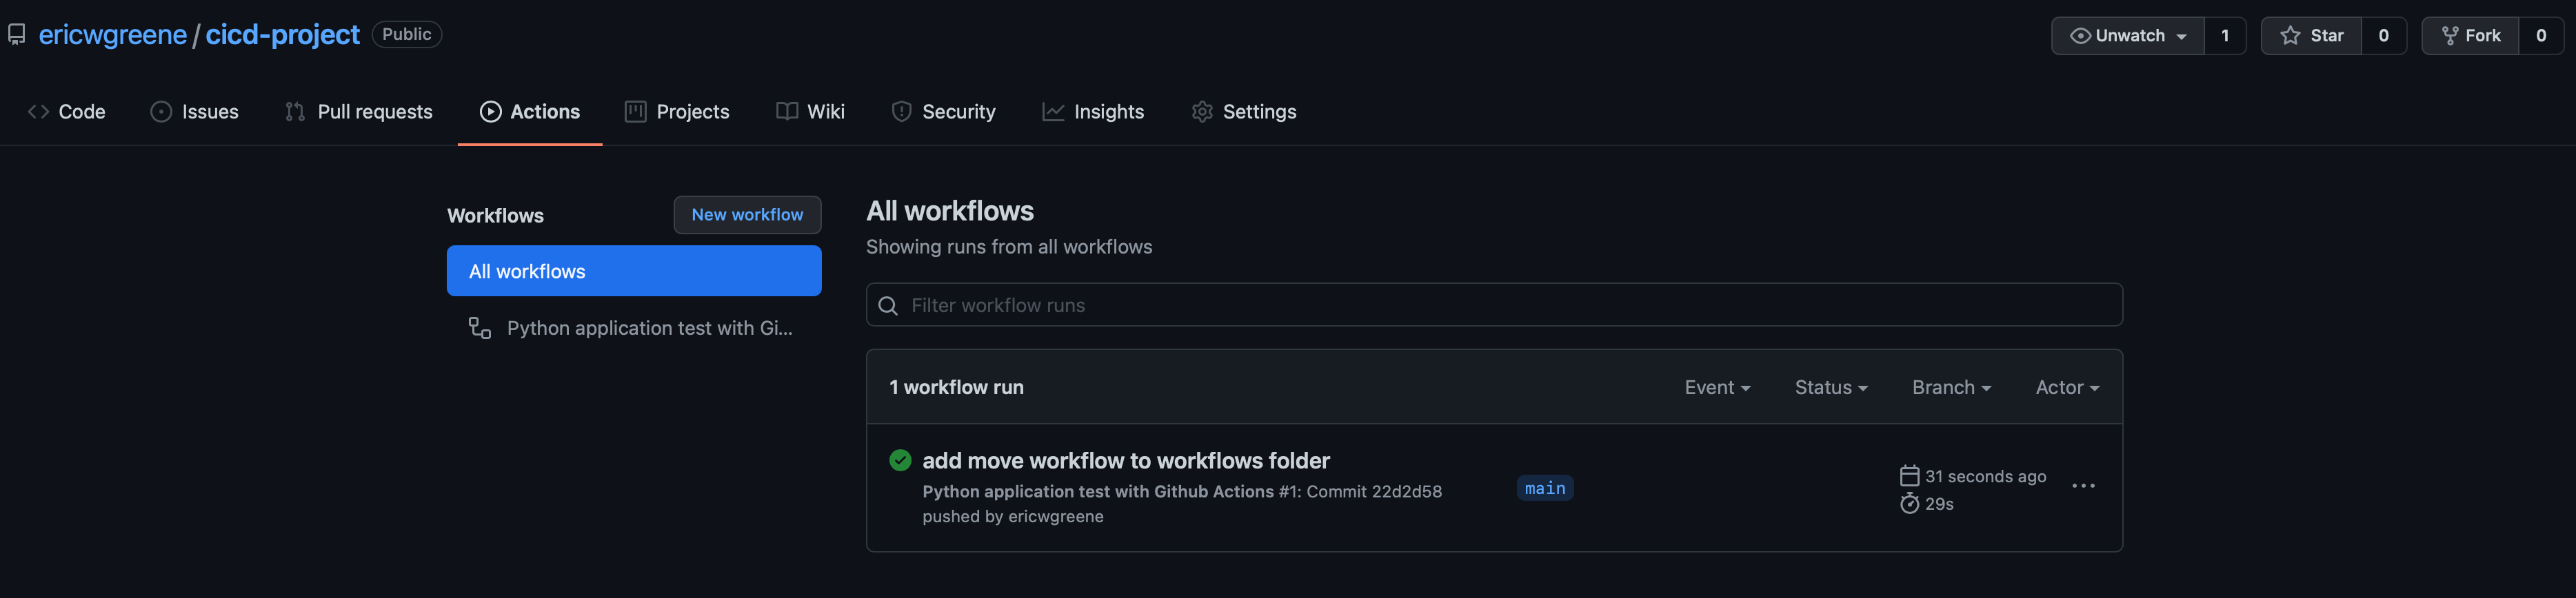 ericwgreene / cicd-project Public
Unwatch 1 Star 0 Fork 0
Code Issues Pull requests Actions Projects Wiki Security Insights Settings
Workflows
New workflow
All workflows
Python application test with Gi...
All workflows
Showing runs from all workflows
Filter workflow runs
1 workflow run
Event Status Branch Actor
add move workflow to workflows folder
Python application test with Github Actions #1: Commit 22d2d58
pushed by ericwgreene
main
31 seconds ago
29s